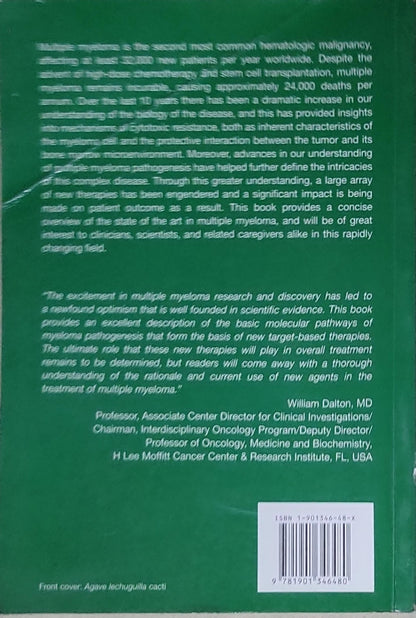 Multiple myeloma is the second most common hematologic malignancy,
affecting at least 32,000 new patients per year worldwide. Despite the
advent of high-dose chemotherapy and stem cell transplantation, multiple
myeloma remains incurable, causing approximately 24,000 deaths per
annum. Over the last 10 years there has been a dramatic increase in our
understanding of the biology of the disease, and this has provided insights
into mechanisms of cytotoxic resistance, both as inherent characteristics of
the myeloma cell and the protective interaction between the tumor and its
bone marrow microenvironment. Moreover, advances in our understanding
of multiple myeloma pathogenesis have helped further define the intricacies
of this complex disease. Through this greater understanding, a large array
of new therapies has been engendered and a significant impact is being
made on patient outcome as a result. This book provides a concise
overview of the state of the art in multiple myeloma, and will be of great
interest to clinicians, scientists, and related caregivers alike in this rapidly
changing field.
"The excitement in multiple myeloma research and discovery has led to
a newfound optimism that is well founded in scientific evidence. This book
provides an excellent description of the basic molecular pathways of
myeloma pathogenesis that form the basis of new target-based therapies.
The ultimate role that these new therapies will play in overall treatment
remains to be determined, but readers will come away with a thorough
understanding of the rationale and current use of new agents in the
treatment of multiple myeloma."
William Dalton, MD
Professor, Associate Center Director for Clinical Investigations/
Chairman, Interdisciplinary Oncology Program/Deputy Director/
Professor of Oncology, Medicine and Biochemistry,
H Lee Moffitt Cancer Center & Research Institute, FL, USA
ISBN 1-901346-48-X
9 781901 346480
Front cover: Agave lechuguilla cacti